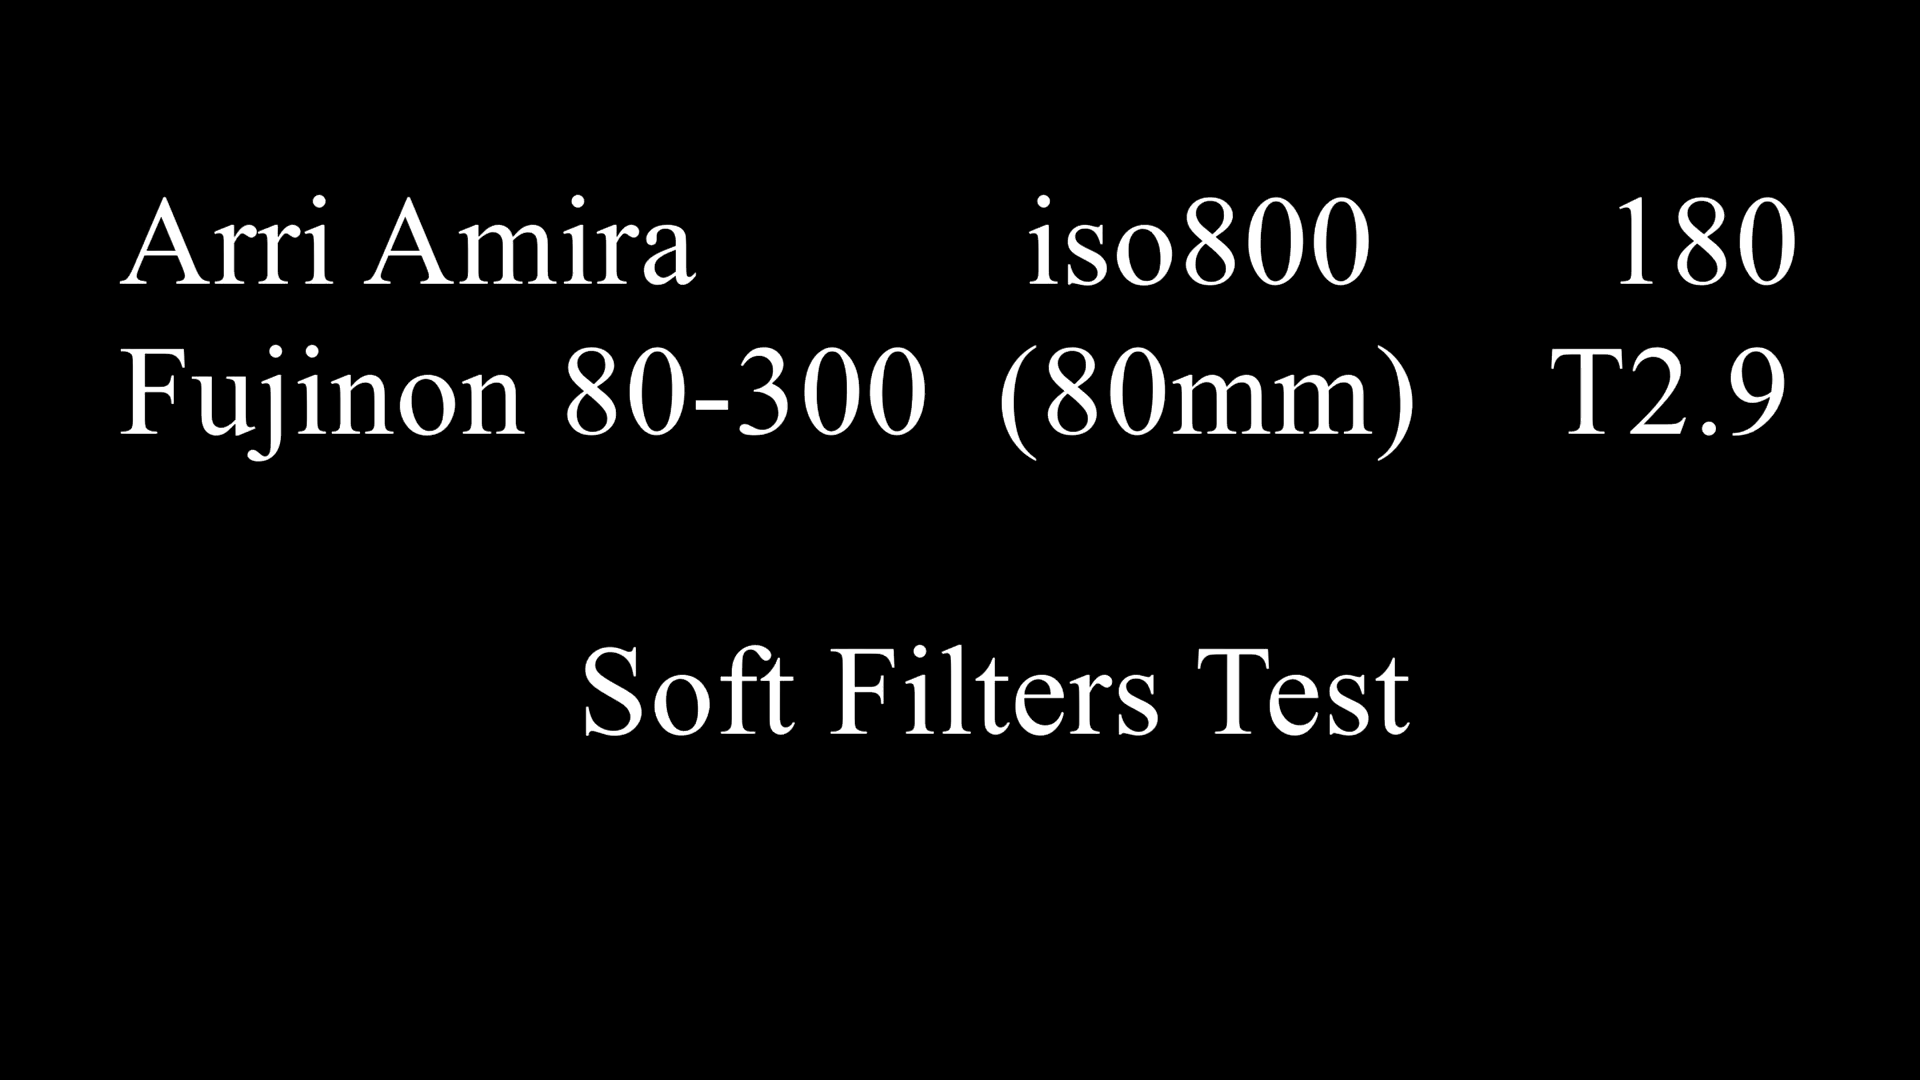 Arri Amira iso800 180
Fujinon 80-300 (80mm) T2.9
Soft Filters Test